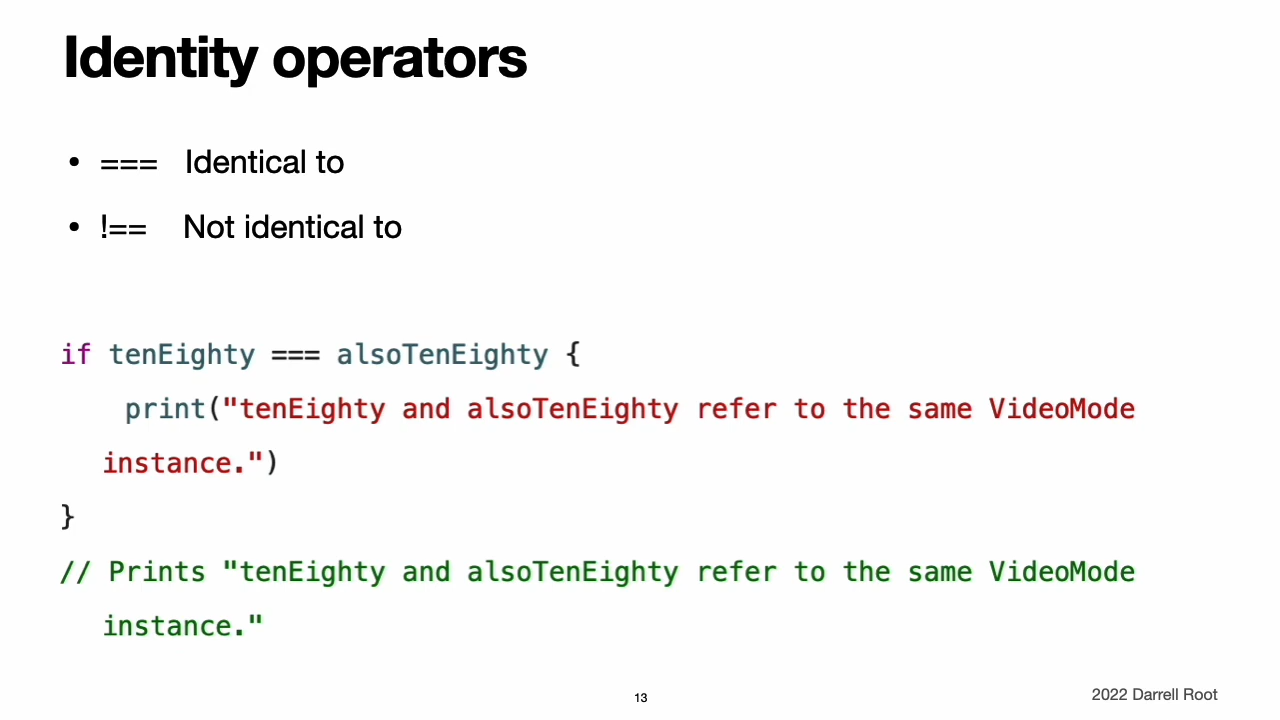 Identity operators
• === Identical to
• !== Not identical to
if tenEighty === alsoTenEighty {
print("tenEighty and alsoTenEighty refer to the same VideoMode
instance.")
}
// Prints "tenEighty and alsoTenEighty refer to the same VideoMode
instance."
13
2022 Darrell Root